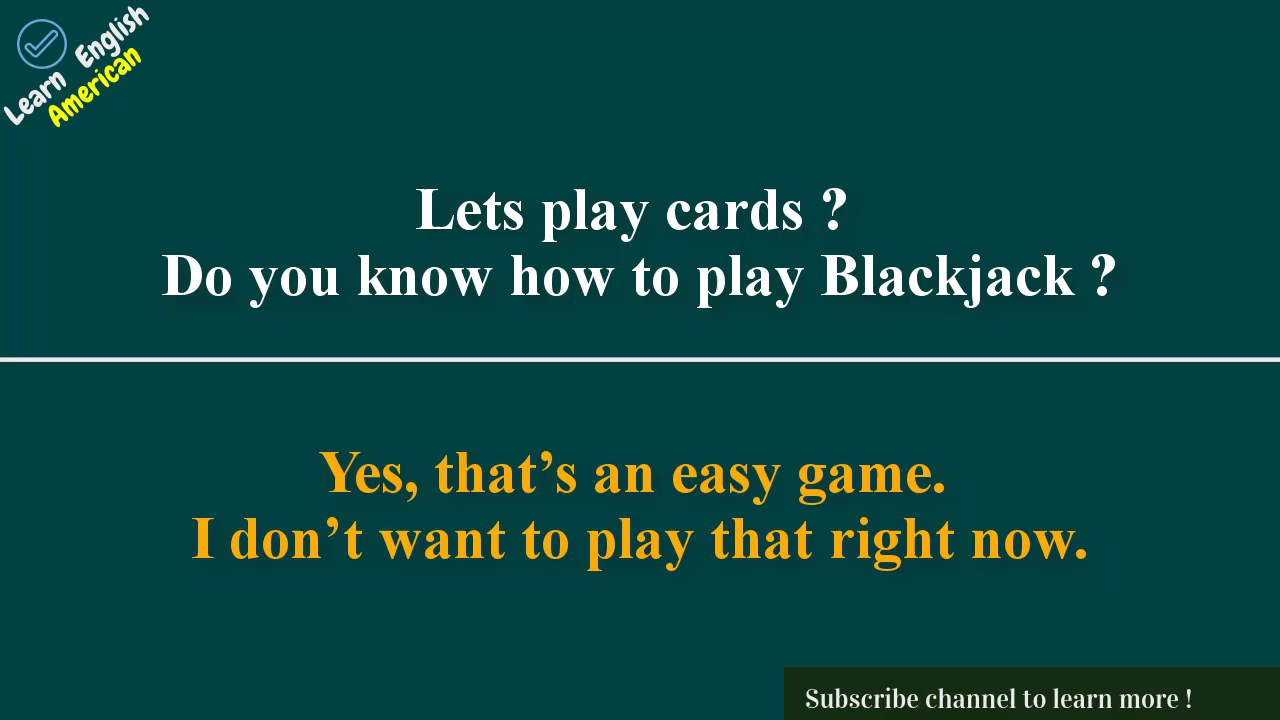 Learn English
American
Lets play cards ?
Do you know how to play Blackjack ?
Yes, that’s an easy game.
I don’t want to play that right now.
Subscribe channel to learn more !